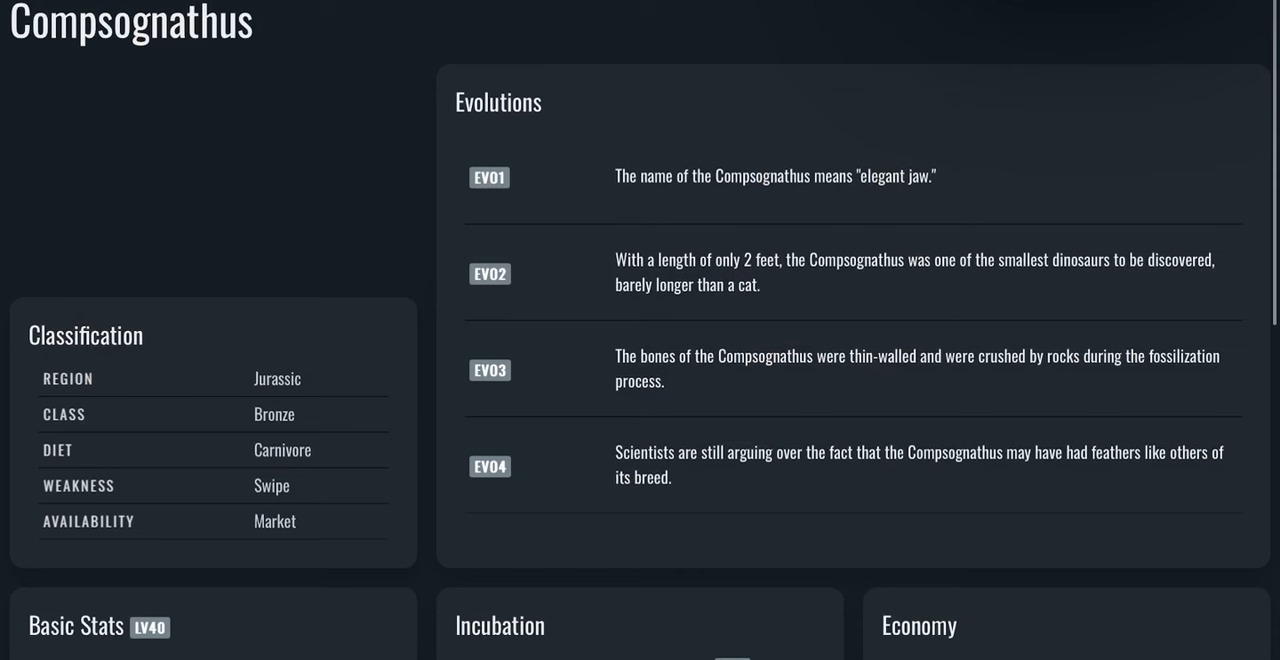 Compsognathus
Evolutions
EVO1
The name of the Compsognathus means "elegant jaw."
EVO2
With a length of only 2 feet, the Compsognathus was one of the smallest dinosaurs to be discovered,
barely longer than a cat.
EVO3
The bones of the Compsognathus were thin-walled and were crushed by rocks during the fossilization
process.
EVO4
Scientists are still arguing over the fact that the Compsognathus may have had feathers like others of
its breed.
Classification
REGION Jurassic
CLASS Bronze
DIET Carnivore
WEAKNESS Swipe
AVAILABILITY Market
Basic Stats LV40
Incubation
Economy